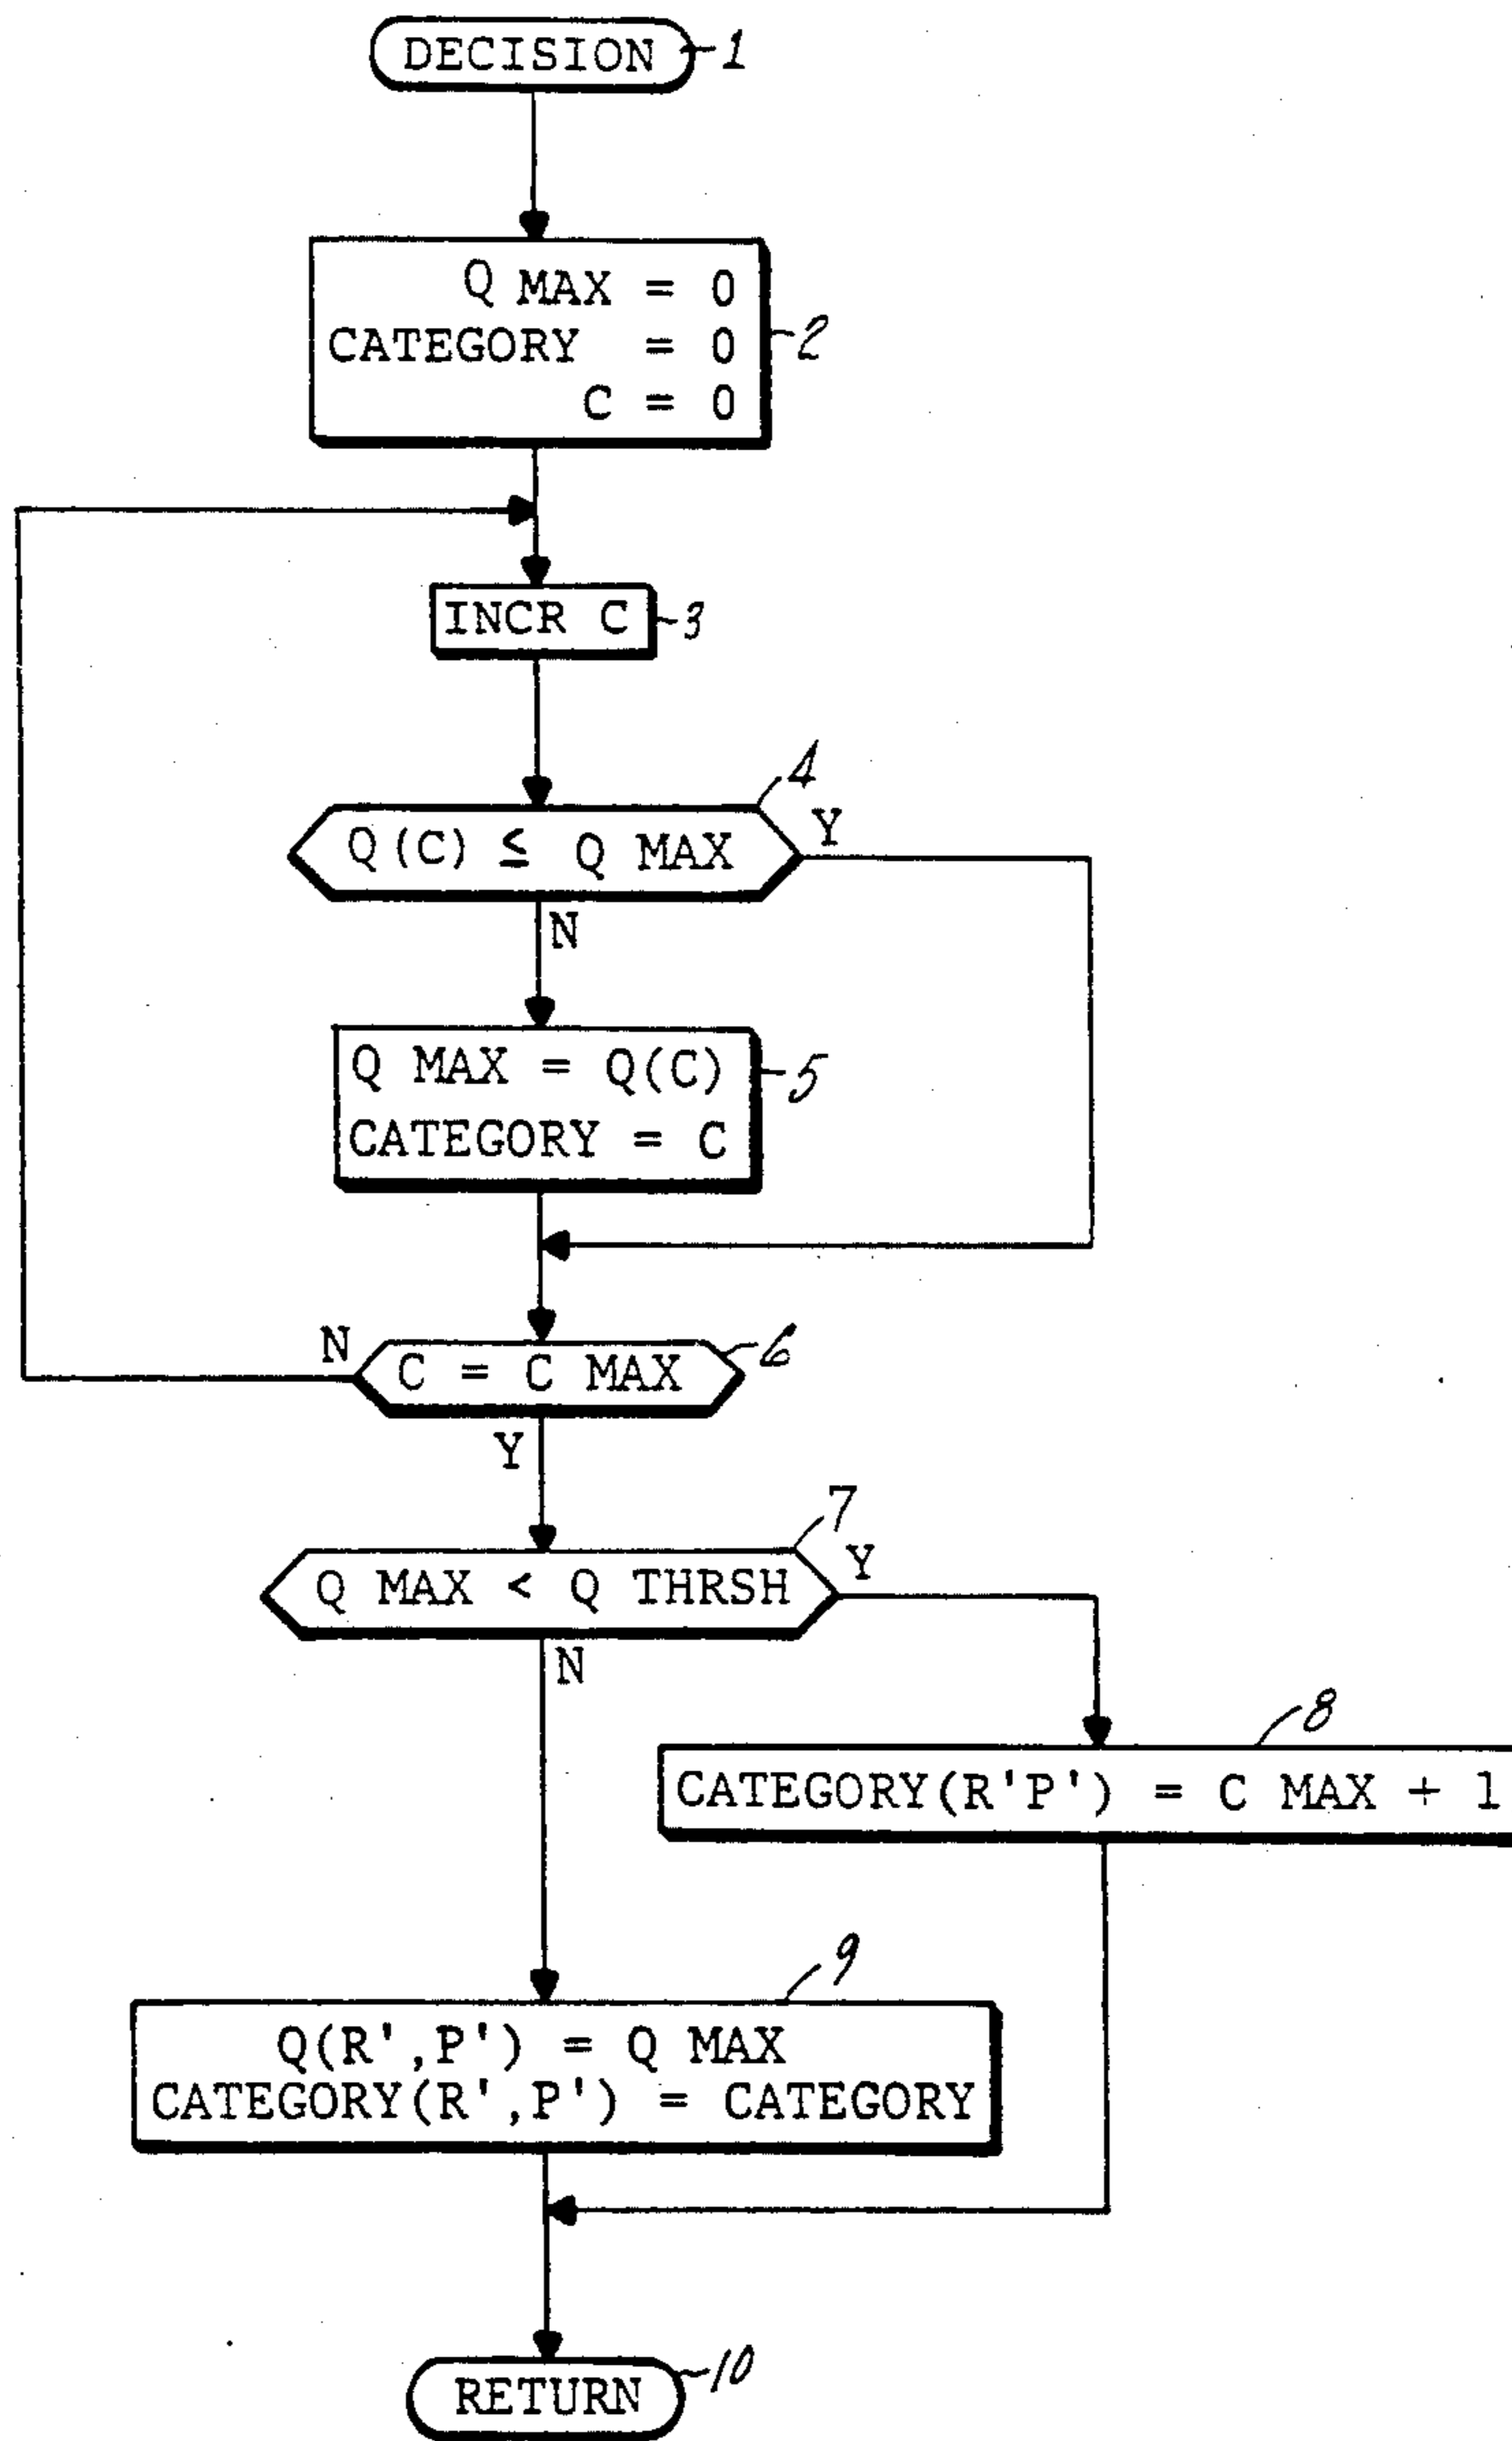 DECISION 1
Q MAX = 0
CATEGORY = 0
C = 0
2
INCR C 3
4
Q(C) ≤ Q MAX Y
N
Q MAX = Q(C)
5
CATEGORY = C
N C = C MAX 6
Y
7
Q MAX < Q THRSH Y
N
8
CATEGORY(R'P') = C MAX + 1
9
Q(R',P') = Q MAX
CATEGORY(R',P') = CATEGORY
RETURN 10